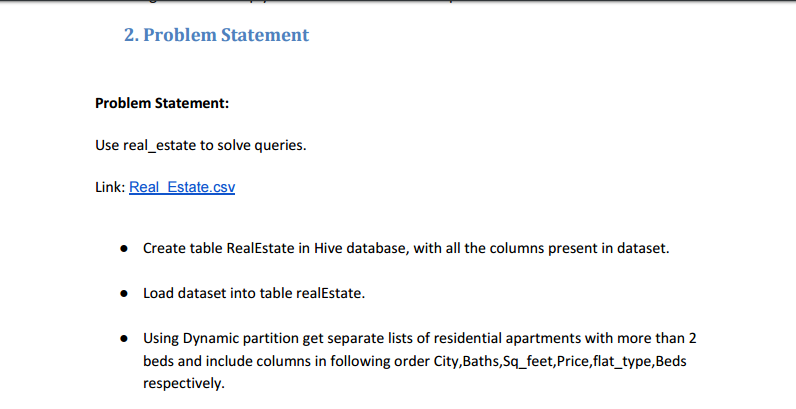 2. Problem Statement
Problem Statement:
Use real_estate to solve queries.
Link: Real_Estate.csv
● Create table RealEstate in Hive database, with all the columns present in dataset.
● Load dataset into table realEstate.
● Using Dynamic partition get separate lists of residential apartments with more than 2
beds and include columns in following order City,Baths,Sq_feet,Price,flat_type,Beds
respectively.